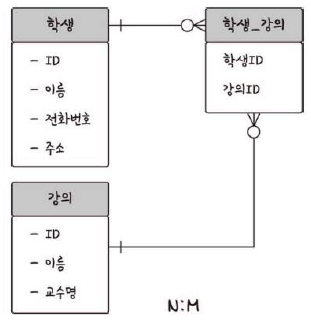 학생
- ID
- 이름
- 전화번호
- 주소
학생_강의
학생ID
강의ID
강의
- ID
- 이름
- 교수명
N:M